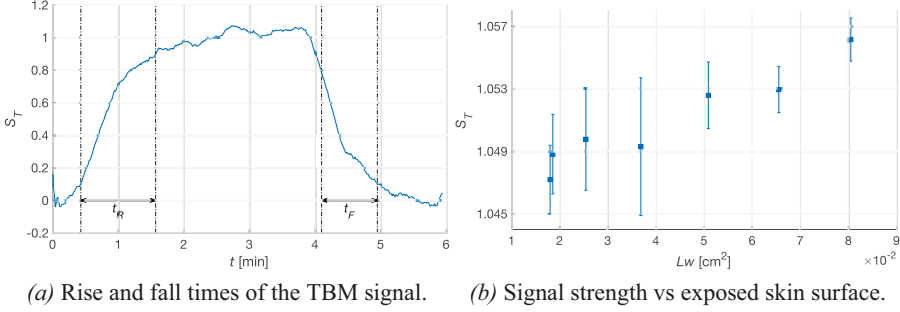 1.2
1
0.8
0.6
0.4
0.2
0
-0.2
S_T
0 1 2 3 4 5 6
t_R
t_F
t [min]
(a) Rise and fall times of the TBM signal.
1.057
1.053
1.049
1.045
S_T
1 2 3 4 5 6 7 8 9
Lw [cm²]
×10⁻²
(b) Signal strength vs exposed skin surface.